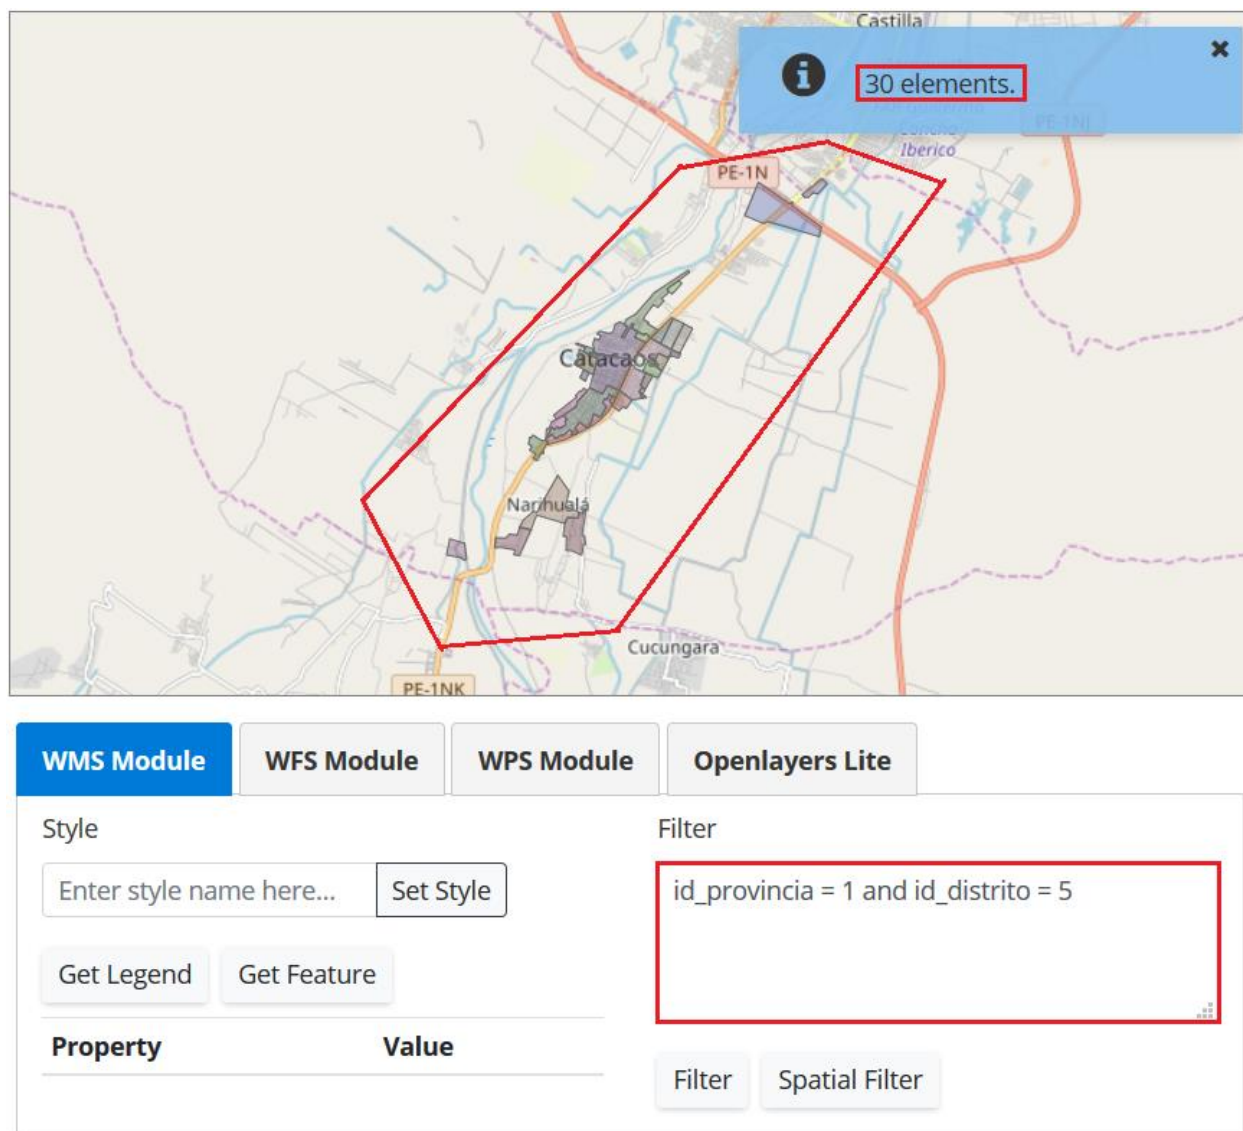 Castilla
30 elements.
PE-1NJ
Iberico
PE-1N
Catacaos
Narihualá
Cucungara
PE-1NK
WMS Module
WFS Module
WPS Module
Openlayers Lite
Style
Filter
Enter style name here...
Set Style
id_provincia = 1 and id_distrito = 5
Get Legend
Get Feature
Property
Value
Filter
Spatial Filter